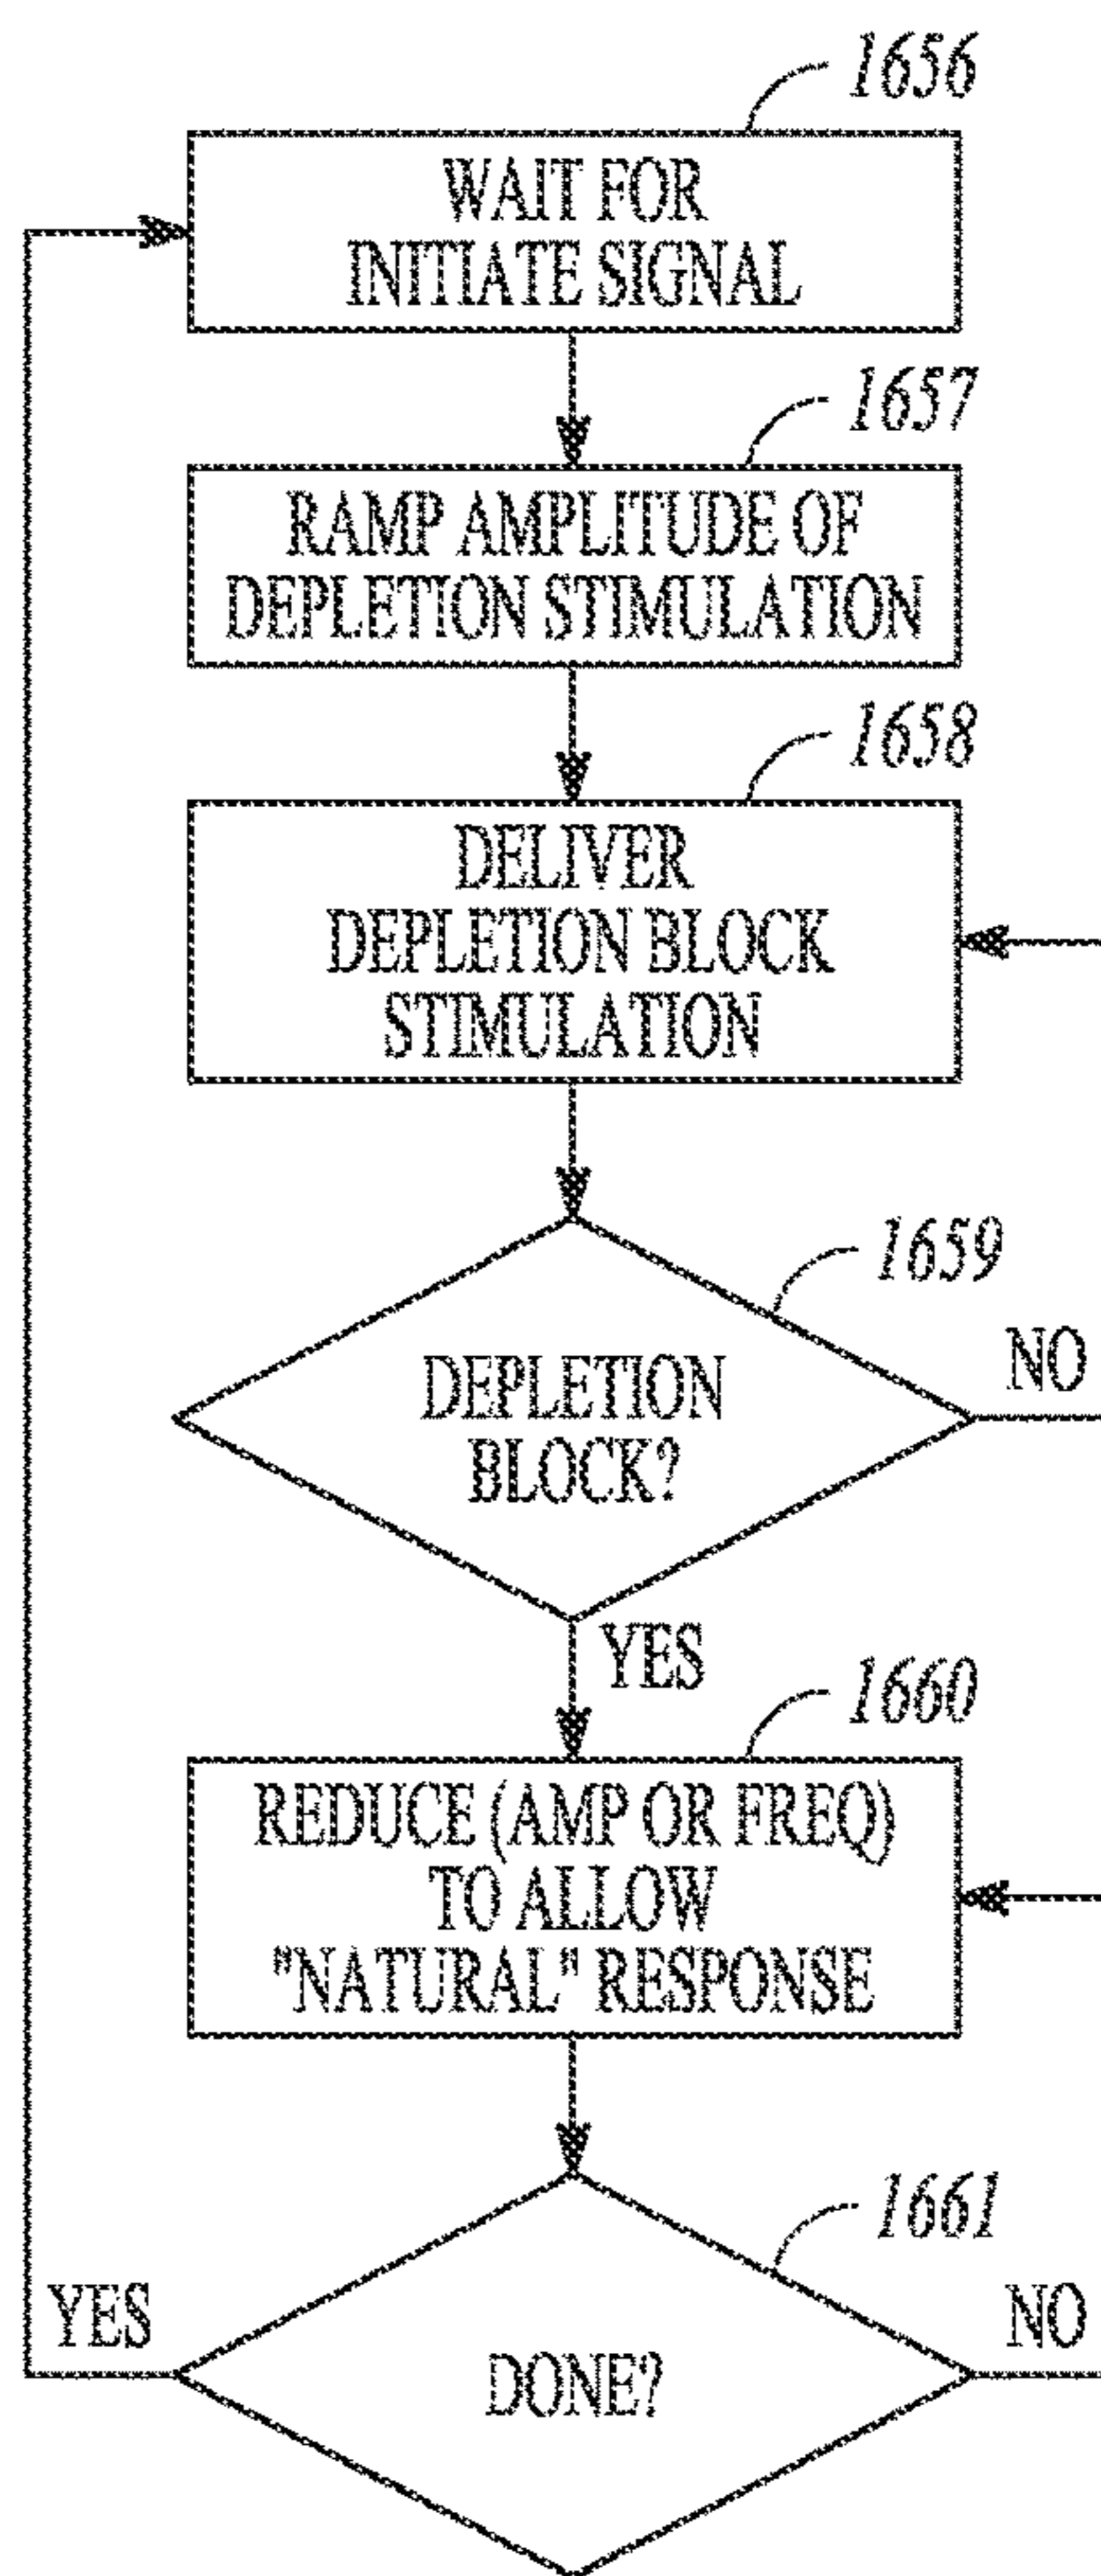 1656
WAIT FOR
INITIATE SIGNAL
1657
RAMP AMPLITUDE OF
DEPLETION STIMULATION
1658
DELIVER
DEPLETION BLOCK
STIMULATION
1659
DEPLETION
BLOCK?
NO
YES
1660
REDUCE (AMP OR FREQ)
TO ALLOW
"NATURAL" RESPONSE
1661
YES
DONE?
NO